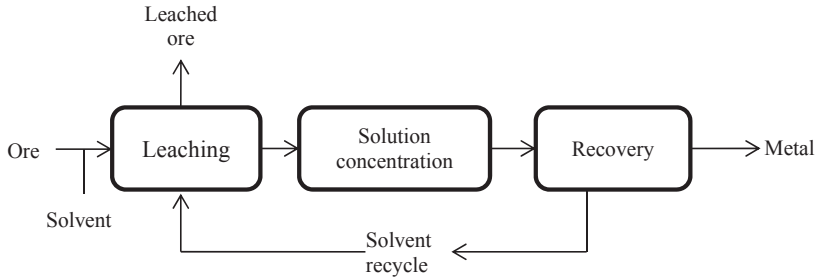 Leached
ore
Ore
Leaching
Solution
concentration
Recovery
Metal
Solvent
Solvent
recycle